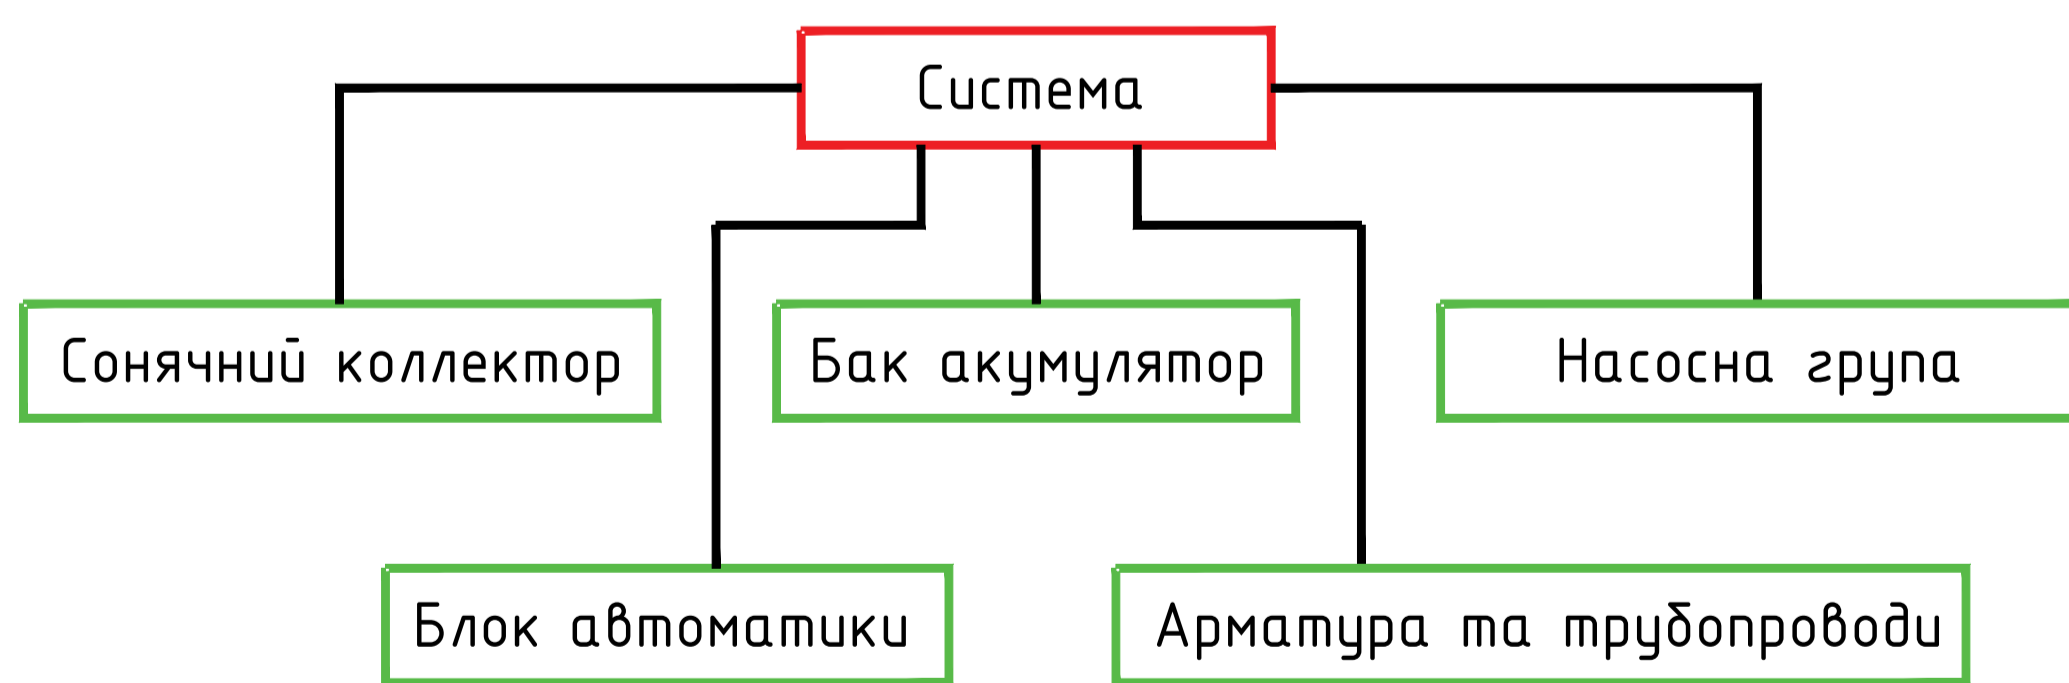 Система
Сонячний коллектор
Бак акумулятор
Насосна група
Блок автоматики
Арматура та трубопроводи